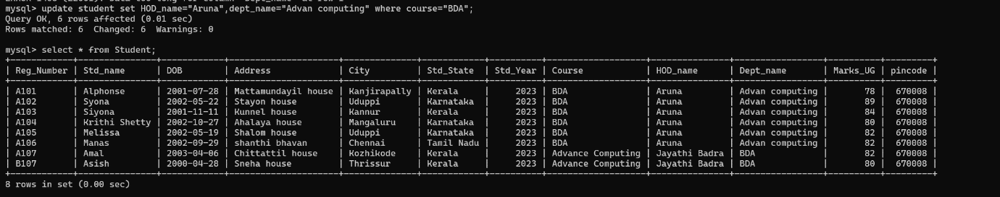 mysql> update student set HOD_name="Aruna",dept_name="Advan computing" where course="BDA";
Query OK, 6 rows affected (0.01 sec)
Rows matched: 6  Changed: 6  Warnings: 0
mysql> select * from Student;
| Reg_Number | Std_name | DOB | Address | City | Std_State | Std_Year | Course | HOD_name | Dept_name | Marks_UG | pincode |
| A101 | Alphonse | 2001-07-28 | Mattamundayil house | Kanjirapally | Kerala | 2023 | BDA | Aruna | Advan computing | 78 | 670008 |
| A102 | Syona | 2002-05-22 | Stayon house | Uduppi | Karnataka | 2023 | BDA | Aruna | Advan computing | 89 | 670008 |
| A103 | Siyona | 2001-11-11 | Kunnel house | Kannur | Kerala | 2023 | BDA | Aruna | Advan computing | 84 | 670008 |
| A104 | Krithi Shetty | 2002-10-27 | Ahalaya house | Mangaluru | Karnataka | 2023 | BDA | Aruna | Advan computing | 80 | 670008 |
| A105 | Melissa | 2002-05-19 | Shalom house | Uduppi | Karnataka | 2023 | BDA | Aruna | Advan computing | 82 | 670008 |
| A106 | Manas | 2002-09-29 | shanthi bhavan | Chennai | Tamil Nadu | 2023 | BDA | Aruna | Advan computing | 82 | 670008 |
| A107 | Amal | 2003-04-06 | Chittattil house | Kozhikode | Kerala | 2023 | Advance Computing | Jayathi Badra | BDA | 82 | 670008 |
| B107 | Asish | 2000-04-28 | Sneha house | Thrissur | Kerala | 2023 | Advance Computing | Jayathi Badra | BDA | 80 | 670008 |
8 rows in set (0.00 sec)